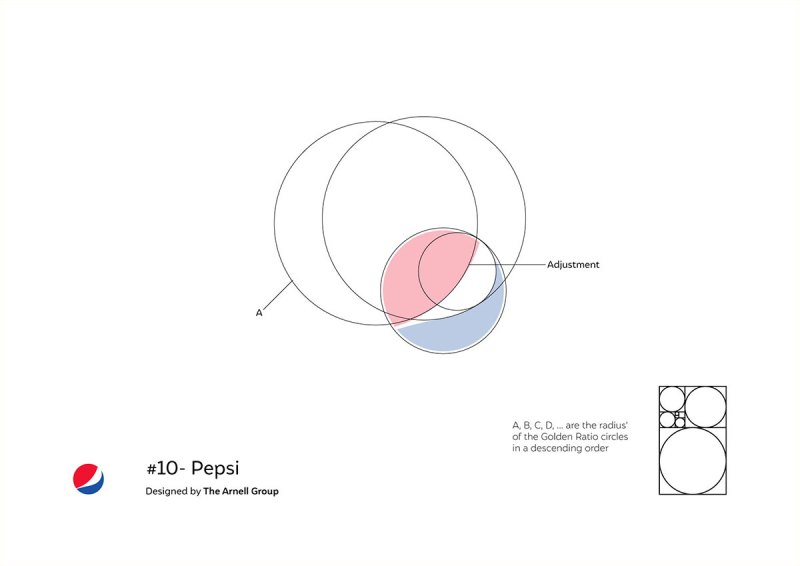 Adjustment
A
A, B, C, D, ... are the radius'
of the Golden Ratio circles
in a descending order
#10- Pepsi
Designed by The Arnell Group